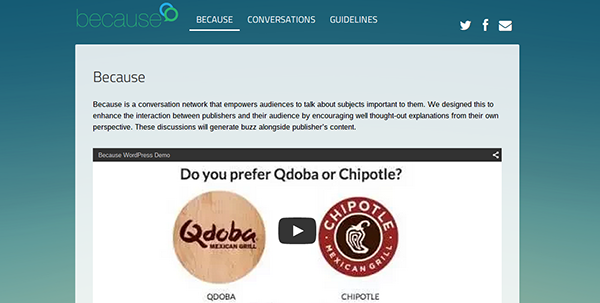 because
BECAUSE CONVERSATIONS GUIDELINES
Because
Because is a conversation network that empowers audiences to talk about subjects important to them. We designed this to
enhance the interaction between publishers and their audience by encouraging well thought-out explanations from their own
perspective. These discussions will generate buzz alongside publisher's content.
Because WordPress Demo
Do you prefer Qdoba or Chipotle?
Qdoba
MEXICAN GRILL
CHIPOTLE
MEXICAN GRILL
QDOBA CHIPOTLE